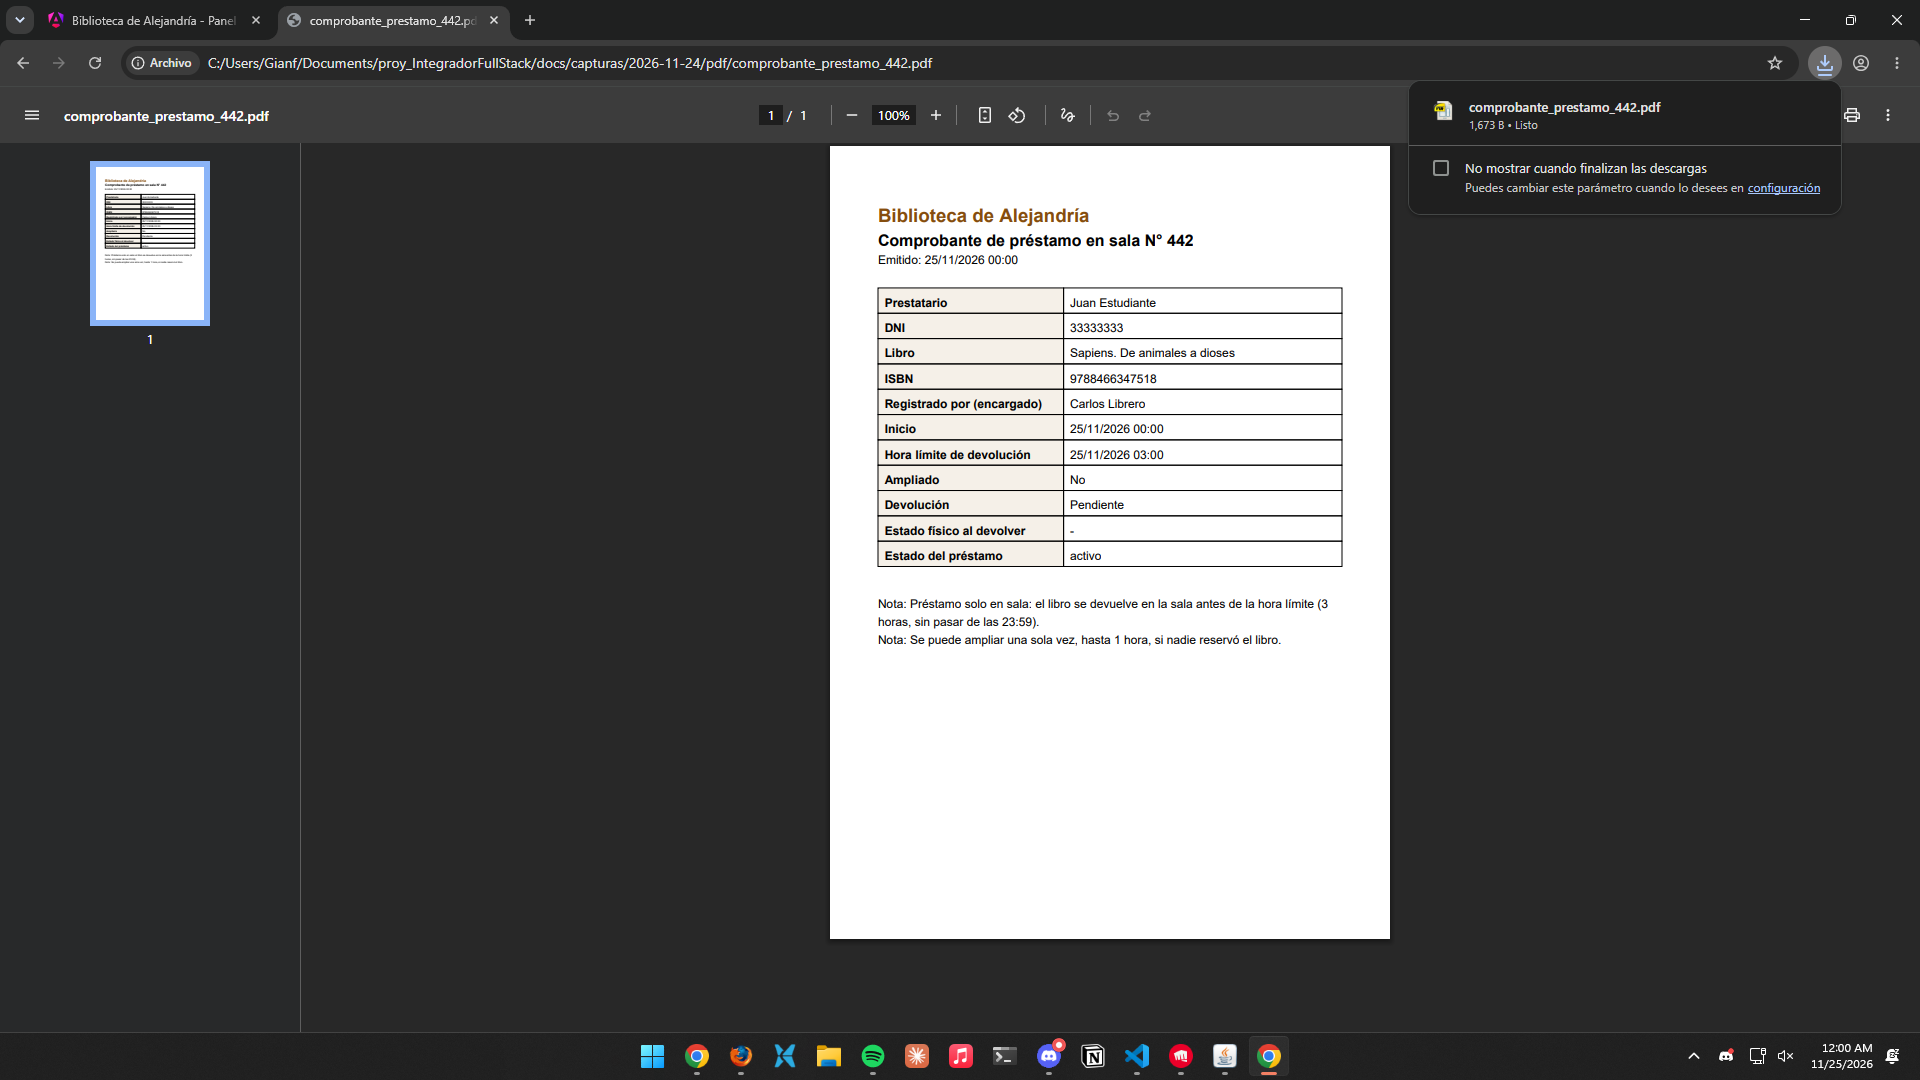 Biblioteca de Alejandría - Panel
comprobante_prestamo_442.pd
Archivo
C:/Users/Gianf/Documents/proy_IntegradorFullStack/docs/capturas/2026-11-24/pdf/comprobante_prestamo_442.pdf
comprobante_prestamo_442.pdf
1 / 1
100%
comprobante_prestamo_442.pdf
1,673 B • Listo
No mostrar cuando finalizan las descargas
Puedes cambiar este parámetro cuando lo desees en configuración
1
Biblioteca de Alejandría
Comprobante de préstamo en sala N° 442
Emitido: 25/11/2026 00:00
Prestatario Juan Estudiante
DNI 33333333
Libro Sapiens. De animales a dioses
ISBN 9788466347518
Registrado por (encargado) Carlos Librero
Inicio 25/11/2026 00:00
Hora límite de devolución 25/11/2026 03:00
Ampliado No
Devolución Pendiente
Estado físico al devolver -
Estado del préstamo activo
Nota: Préstamo solo en sala: el libro se devuelve en la sala antes de la hora límite (3
horas, sin pasar de las 23:59).
Nota: Se puede ampliar una sola vez, hasta 1 hora, si nadie reservó el libro.
12:00 AM
11/25/2026